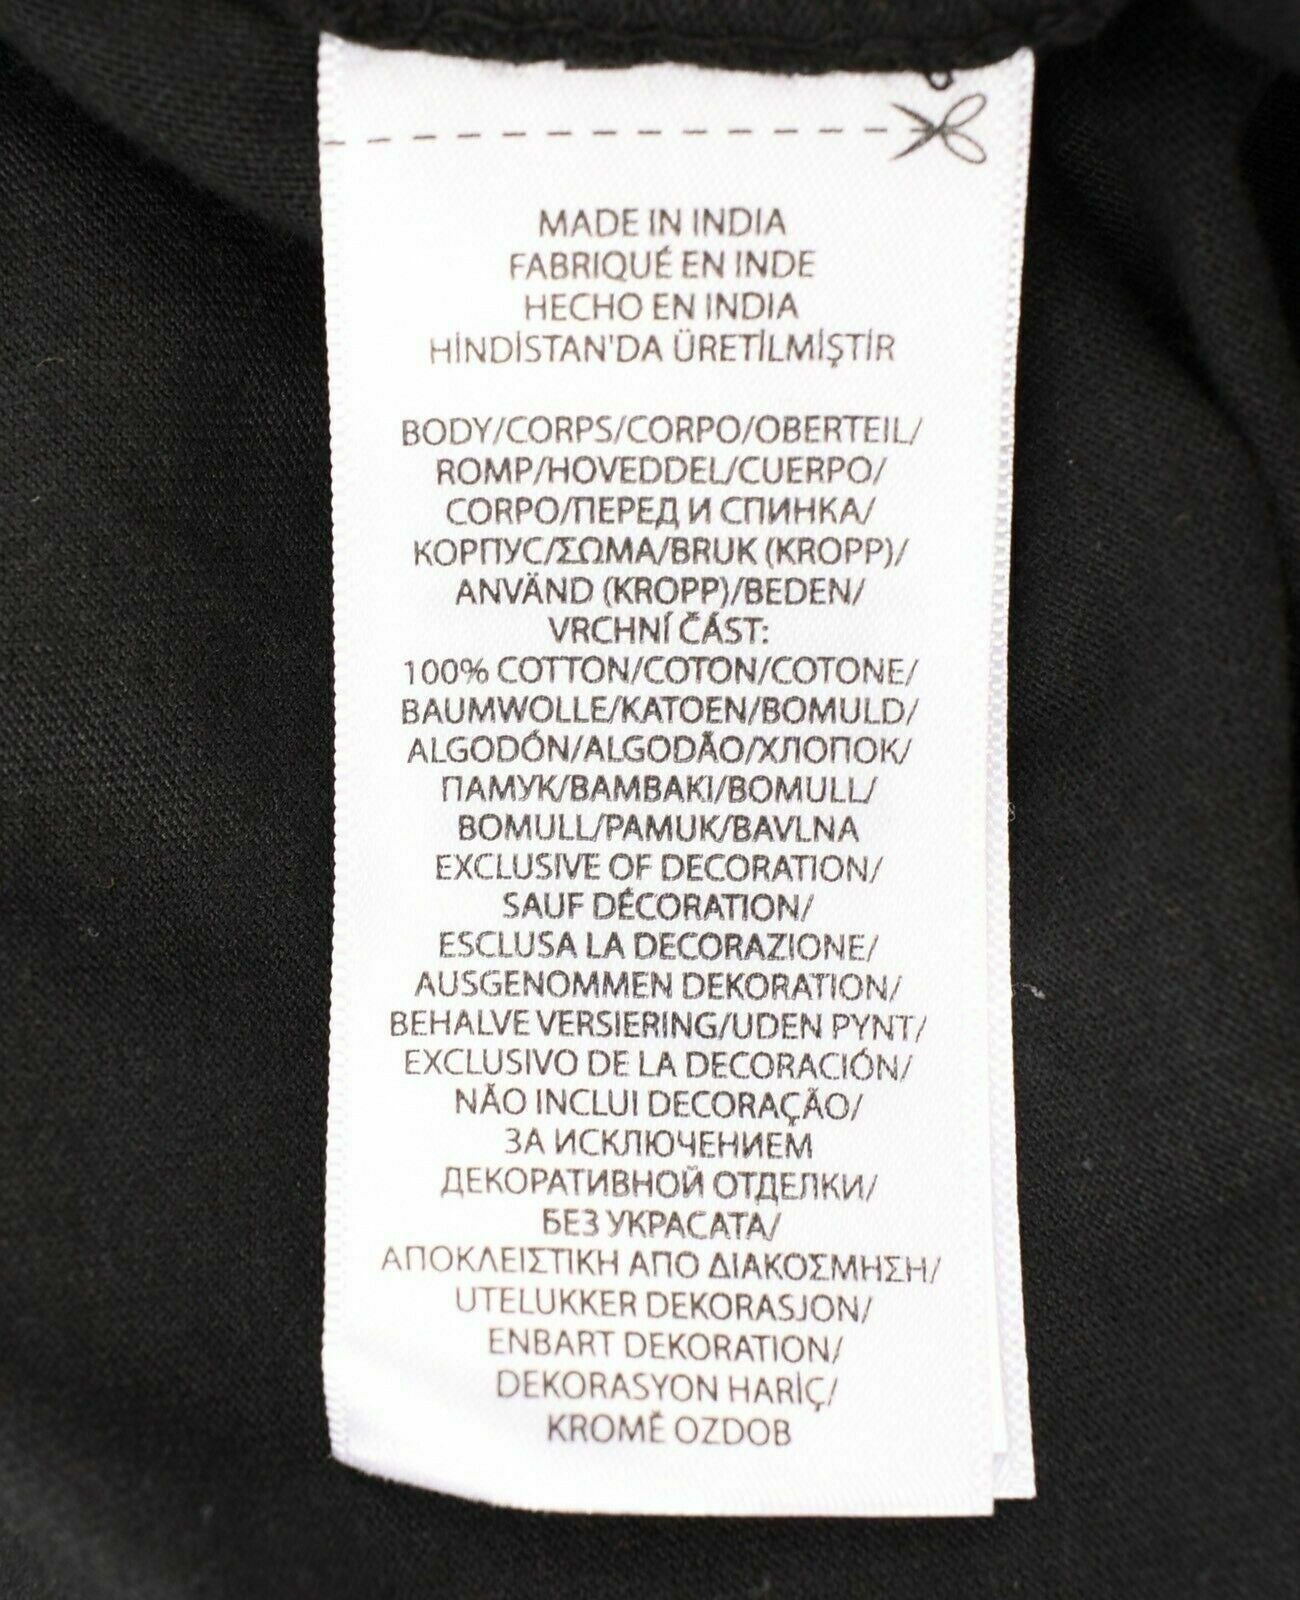 MADE IN INDIA
FABRIQUÉ EN INDE
HECHO EN INDIA
HİNDİSTAN'DA ÜRETİLMİŞTİR
BODY/CORPS/CORPO/OBERTEIL/
ROMP/HOVEDDEL/CUERPO/
CORPO/ПЕРЕД И СПИНКА/
КОРПУС/ΣΩΜΑ/BRUK (KROPP)/
ANVÄND (KROPP)/BEDEN/
VRCHNÍ ČÁST:
100% COTTON/COTON/COTONE/
BAUMWOLLE/KATOEN/BOMULD/
ALGODÓN/ALGODÃO/ХЛОПОК/
ПАМУК/ΒΑΜΒΑΚΙ/BOMULL/
BOMULL/PAMUK/BAVLNA
EXCLUSIVE OF DECORATION/
SAUF DÉCORATION/
ESCLUSA LA DECORAZIONE/
AUSGENOMMEN DEKORATION/
BEHALVE VERSIERING/UDEN PYNT/
EXCLUSIVO DE LA DECORACIÓN/
NÃO INCLUI DECORAÇÃO/
ЗА ИСКЛЮЧЕНИЕМ
ДЕКОРАТИВНОЙ ОТДЕЛКИ/
БЕЗ УКРАСАТА/
ΑΠΟΚΛΕΙΣΤΙΚΗ ΑΠΟ ΔΙΑΚΟΣΜΗΣΗ/
UTELUKKER DEKORASJON/
ENBART DEKORATION/
DEKORASYON HARİÇ/
KROMĚ OZDOB